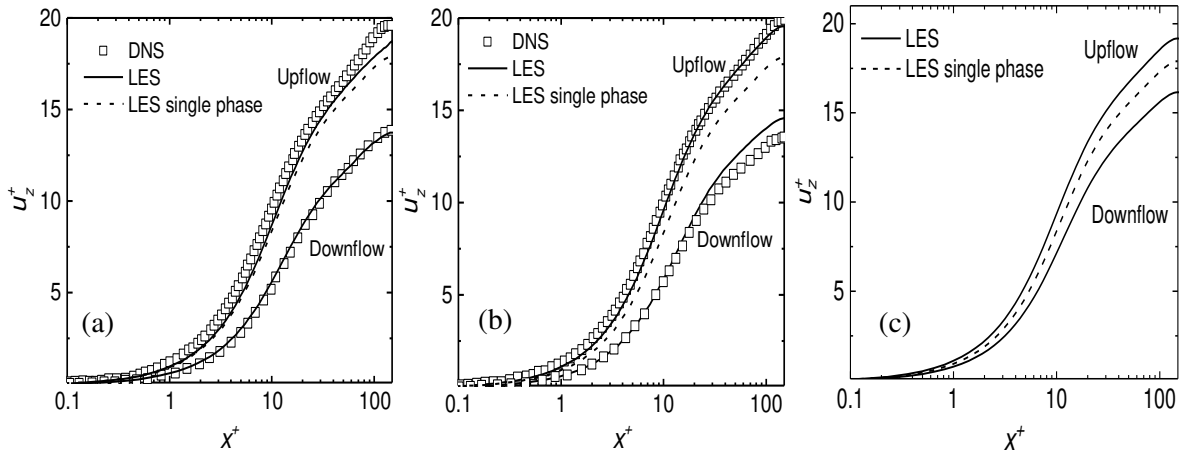 20
15
10
5
u_z^+
DNS
LES
LES single phase
Upflow
Downflow
(a)
0.1 1 10 100
x^+
20
15
10
5
u_z^+
DNS
LES
LES single phase
Upflow
Downflow
(b)
0.1 1 10 100
x^+
20
15
10
5
u_z^+
LES
LES single phase
Upflow
Downflow
(c)
0.1 1 10 100
x^+